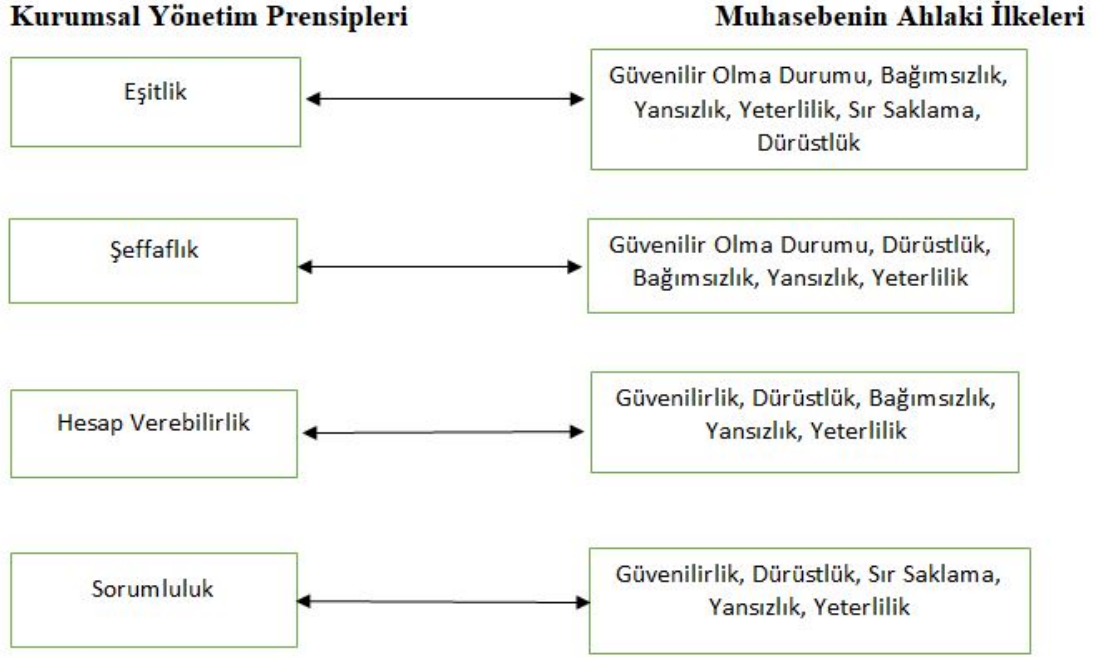 Kurumsal Yönetim Prensipleri
Muhasebenin Ahlaki İlkeleri
Eşitlik
Güvenilir Olma Durumu, Bağımsızlık,
Yansızlık, Yeterlilik, Sır Saklama,
Dürüstlük
Şeffaflık
Güvenilir Olma Durumu, Dürüstlük,
Bağımsızlık, Yansızlık, Yeterlilik
Hesap Verebilirlik
Güvenilirlik, Dürüstlük, Bağımsızlık,
Yansızlık, Yeterlilik
Sorumluluk
Güvenilirlik, Dürüstlük, Sır Saklama,
Yansızlık, Yeterlilik